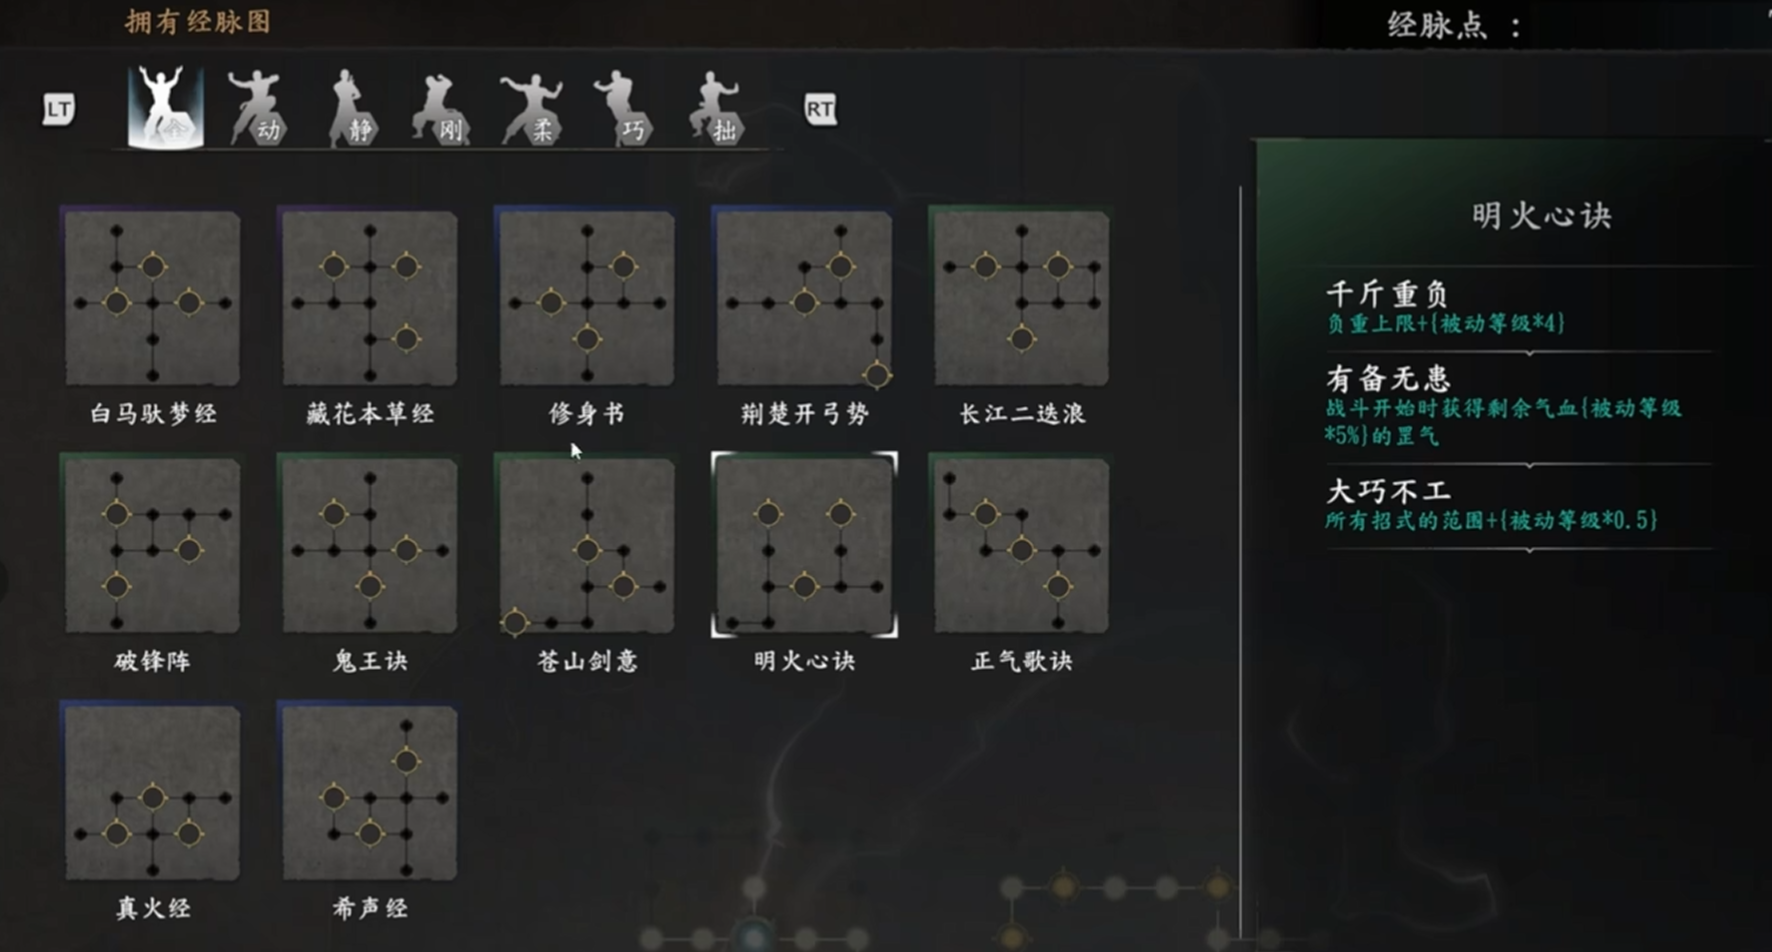 拥有经脉图
经脉点：
LT 全 动 静 刚 柔 巧 拙 RT
明火心诀
千斤重负
负重上限+{被动等级*4}
有备无患
战斗开始时获得剩余气血{被动等级
*5%}的罡气
大巧不工
所有招式的范围+{被动等级*0.5}
白马驮梦经 藏花本草经 修身书 荆楚开弓势 长江二迭浪
破锋阵 鬼王诀 苍山剑意 明火心诀 正气歌诀
真火经 希声经